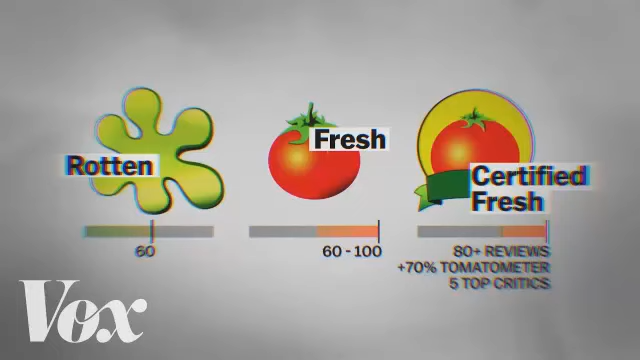 Rotten
Fresh
Certified
Fresh
60
60 - 100
80+ REVIEWS
+70% TOMATOMETER
5 TOP CRITICS
Vox